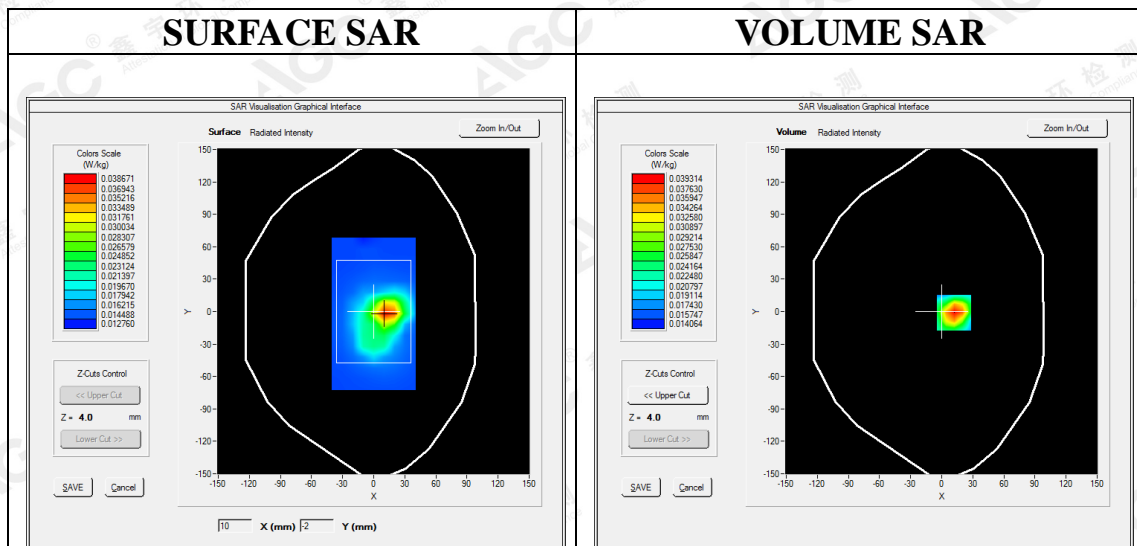 SURFACE SAR
VOLUME SAR
SAR Visualisation Graphical Interface
Surface Radiated Intensity
Zoom In/Out
Colors Scale
(W/kg)
0.038671
0.036943
0.035216
0.033489
0.031761
0.030034
0.028307
0.026579
0.024852
0.023124
0.021397
0.019670
0.017942
0.016215
0.014488
0.012760
Z-Cuts Control
<< Upper Cut
Z = 4.0 mm
Lower Cut >>
SAVE Cancel
150
120
90
60
30
0
-30
-60
-90
-120
-150
Y
-150 -120 -90 -60 -30 0 30 60 90 120 150
X
10 X (mm) -2 Y (mm)
SAR Visualisation Graphical Interface
Volume Radiated Intensity
Zoom In/Out
Colors Scale
(W/kg)
0.039314
0.037630
0.035947
0.034264
0.032580
0.030897
0.029214
0.027530
0.025847
0.024164
0.022480
0.020797
0.019114
0.017430
0.015747
0.014064
Z-Cuts Control
<< Upper Cut
Z = 4.0 mm
Lower Cut >>
SAVE Cancel
150
120
90
60
30
0
-30
-60
-90
-120
-150
Y
-150 -120 -90 -60 -30 0 30 60 90 120 150
X